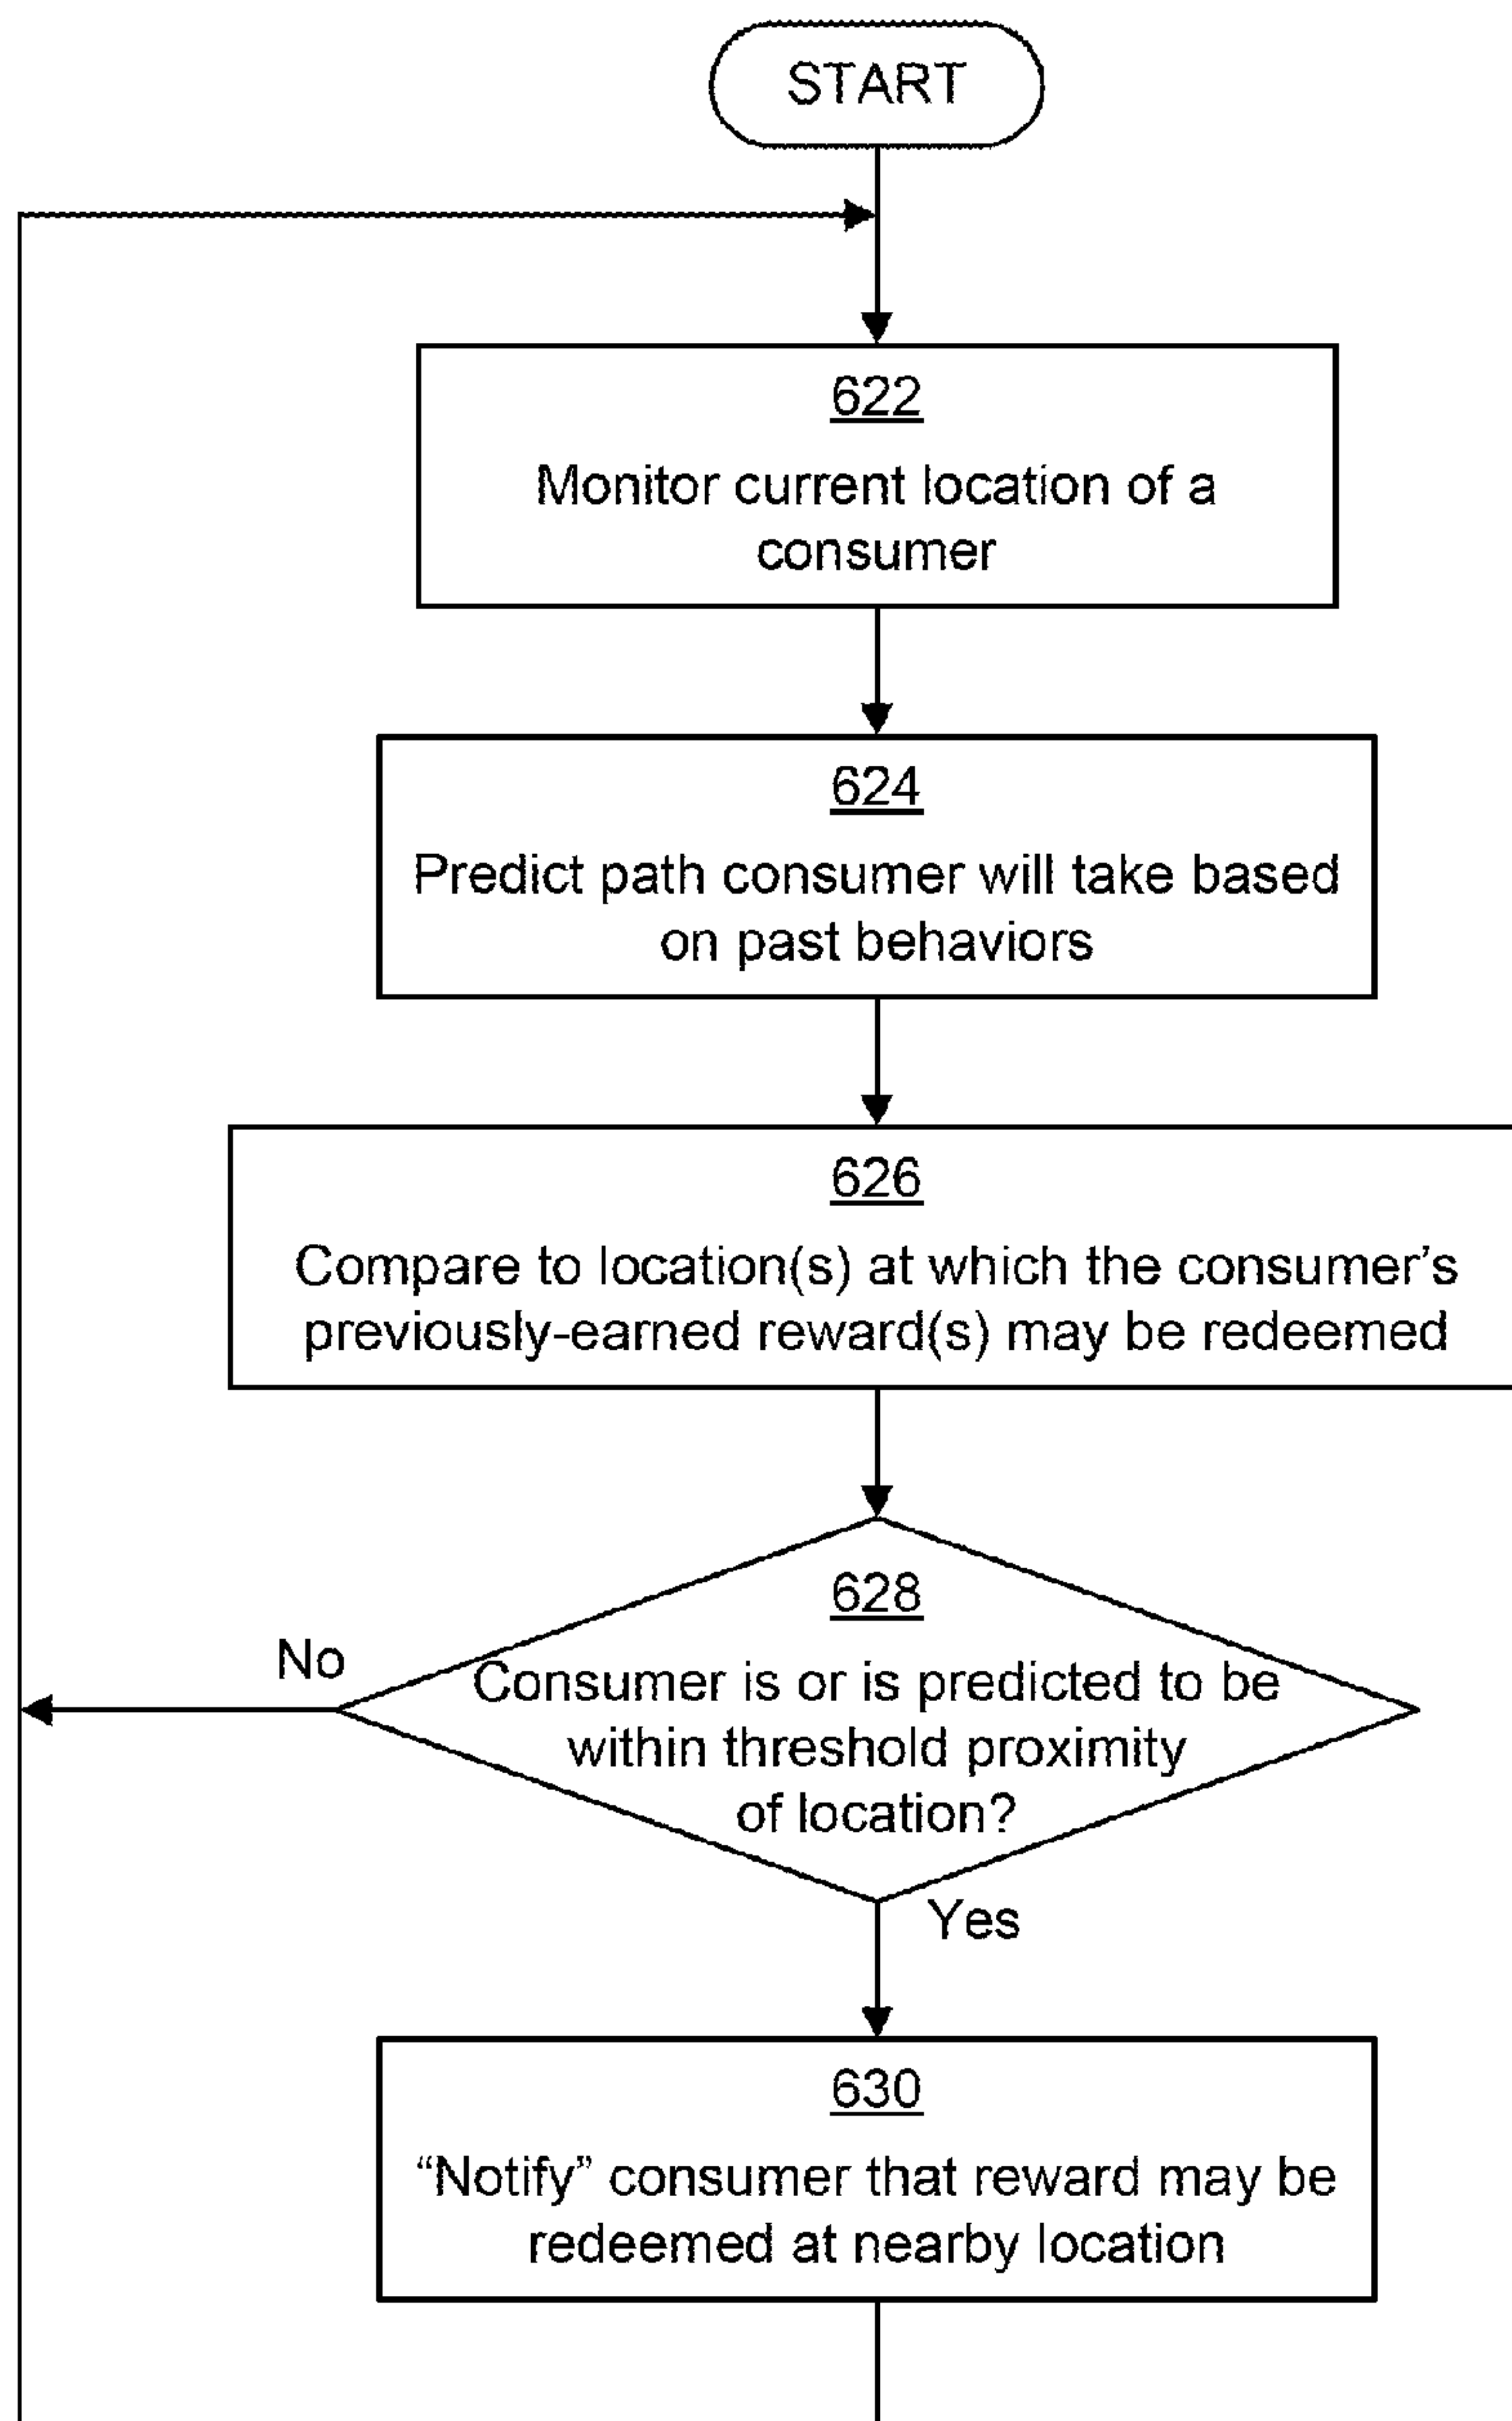 START
622
Monitor current location of a
consumer
624
Predict path consumer will take based
on past behaviors
626
Compare to location(s) at which the consumer’s
previously-earned reward(s) may be redeemed
628
No
Consumer is or is predicted to be
within threshold proximity
of location?
Yes
630
“Notify” consumer that reward may be
redeemed at nearby location